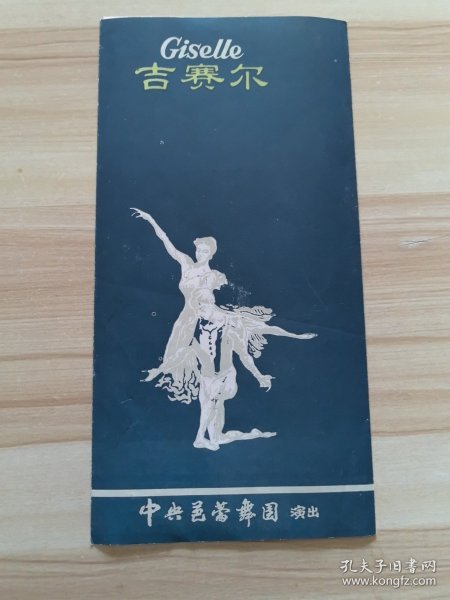 Giselle
吉赛尔
中央芭蕾舞团 演出
孔夫子旧书网
www.kongfz.com